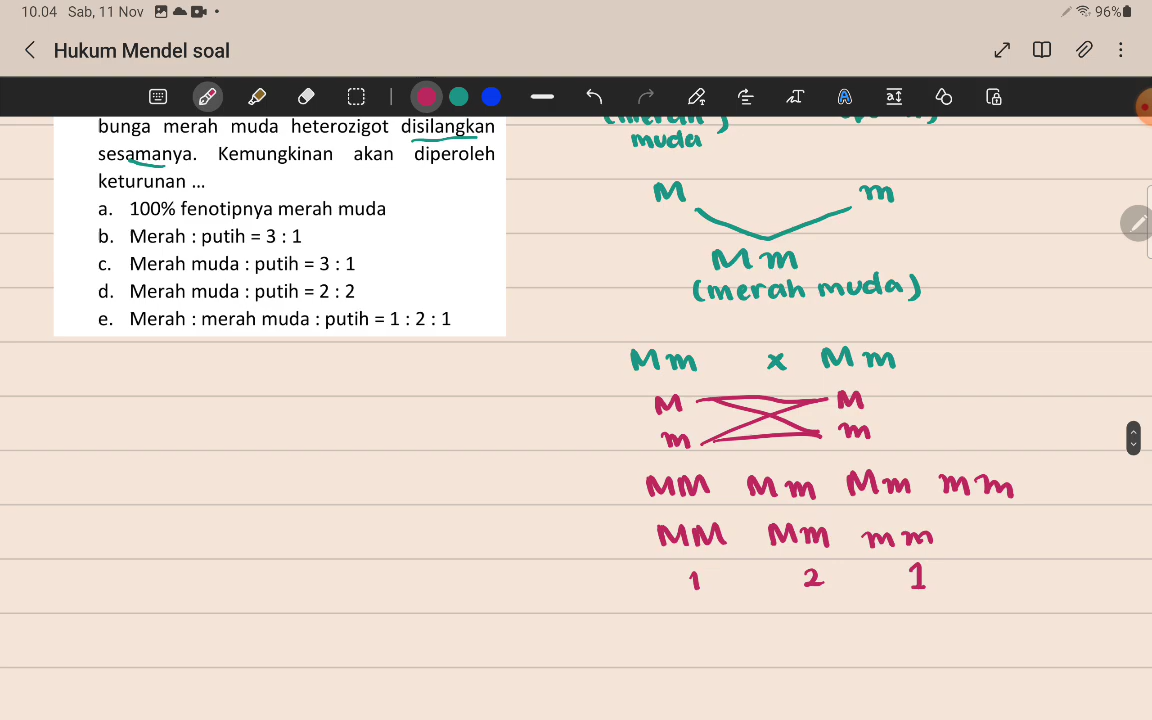 10.04 Sab, 11 Nov 96%
Hukum Mendel soal
bunga merah muda heterozigot disilangkan
sesamanya. Kemungkinan akan diperoleh
keturunan ...
a. 100% fenotipnya merah muda
b. Merah : putih = 3 : 1
c. Merah muda : putih = 3 : 1
d. Merah muda : putih = 2 : 2
e. Merah : merah muda : putih = 1 : 2 : 1
muda
M m
Mm
(merah muda)
Mm x Mm
M M
m m
MM Mm Mm mm
MM Mm mm
1 2 1